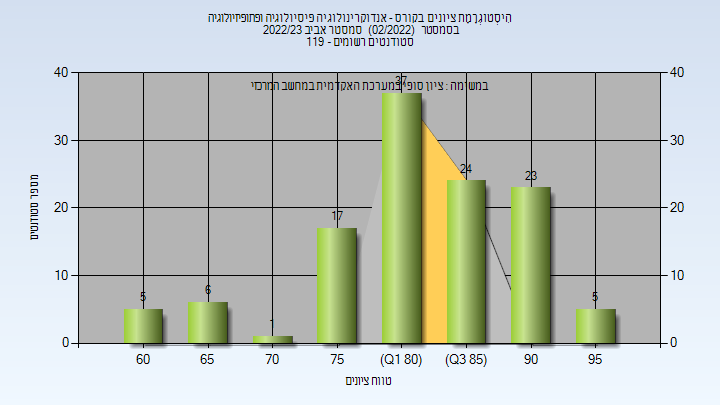 היסטוגרמת ציונים בקורס - אנדוקרינולוגיה פיסיולוגיה ופתופיזיולוגיה
בסמסטר (02/2022) סמסטר אביב 2022/23
סטודנטים רשומים - 119
במשימה : ציון סופי במערכת האקדמית במחשב המרכזי
מספר סטודנטים
40 40
30 30
20 20
10 10
0 0
5 6 1 17 37 24 23 5
60 65 70 75 (Q1 80) (Q3 85) 90 95
טווח ציונים